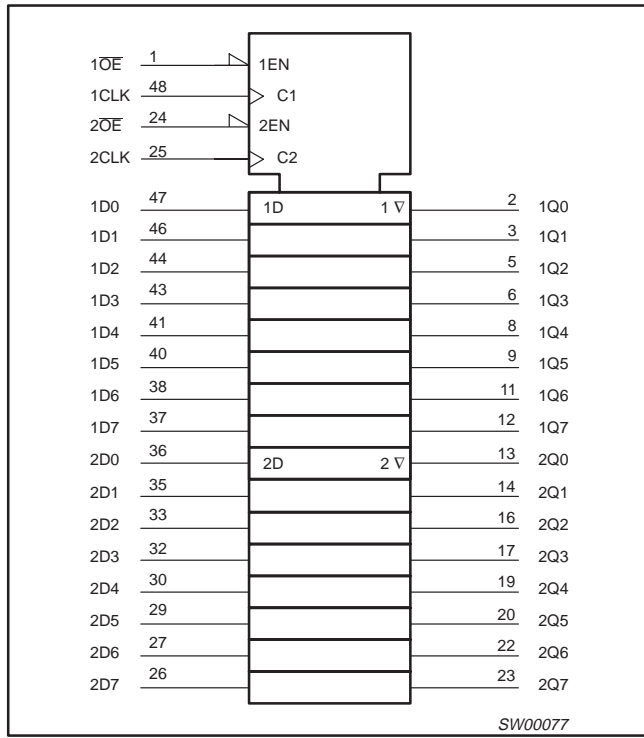 1O̅E̅ 1 1EN
1CLK 48 C1
2O̅E̅ 24 2EN
2CLK 25 C2
1D0 47 1D 1 ∇ 2 1Q0
1D1 46 3 1Q1
1D2 44 5 1Q2
1D3 43 6 1Q3
1D4 41 8 1Q4
1D5 40 9 1Q5
1D6 38 11 1Q6
1D7 37 12 1Q7
2D0 36 2D 2 ∇ 13 2Q0
2D1 35 14 2Q1
2D2 33 16 2Q2
2D3 32 17 2Q3
2D4 30 19 2Q4
2D5 29 20 2Q5
2D6 27 22 2Q6
2D7 26 23 2Q7
SW00077